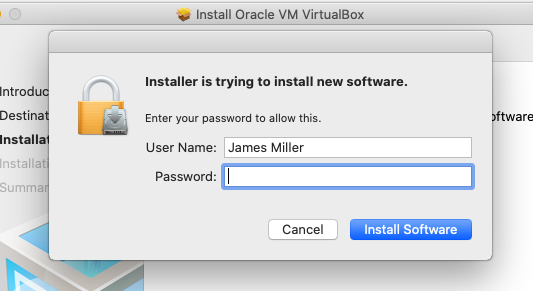 Install Oracle VM VirtualBox
Installer is trying to install new software.
Introduc
Destinat
Enter your password to allow this.
oftware
Installa
User Name: James Miller
Installati
Password:
Summar
Cancel
Install Software